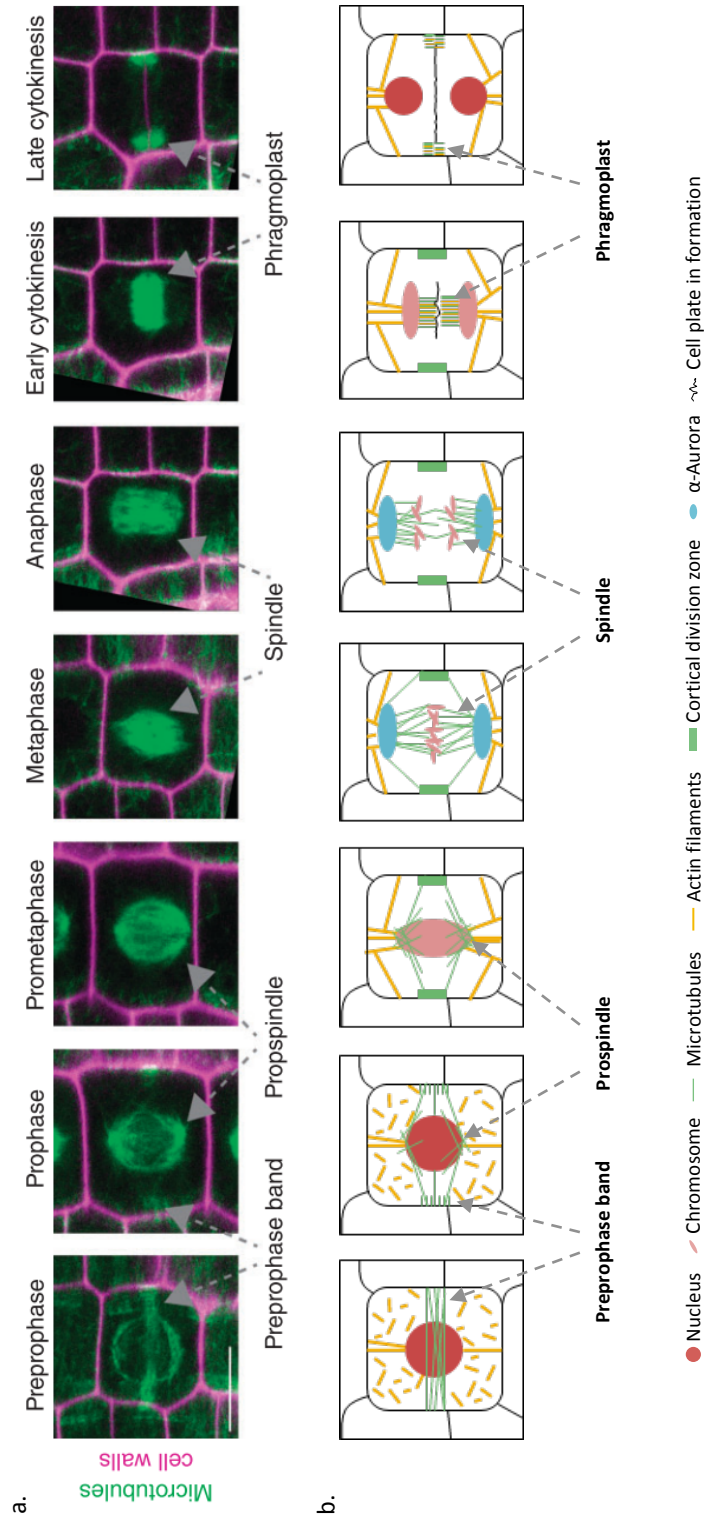 a.
Microtubules
cell walls
Preprophase
Prophase
Prometaphase
Metaphase
Anaphase
Early cytokinesis
Late cytokinesis
Preprophase band
Propspindle
Spindle
Phragmoplast
b.
Preprophase band
Prospindle
Spindle
Phragmoplast
Nucleus
Chromosome
Microtubules
Actin filaments
Cortical division zone
α-Aurora
Cell plate in formation